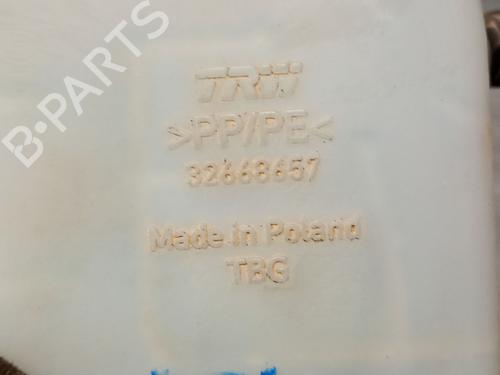 B-PARTS
TRW
>PP/PE<
32668657
Made in Poland
TBG